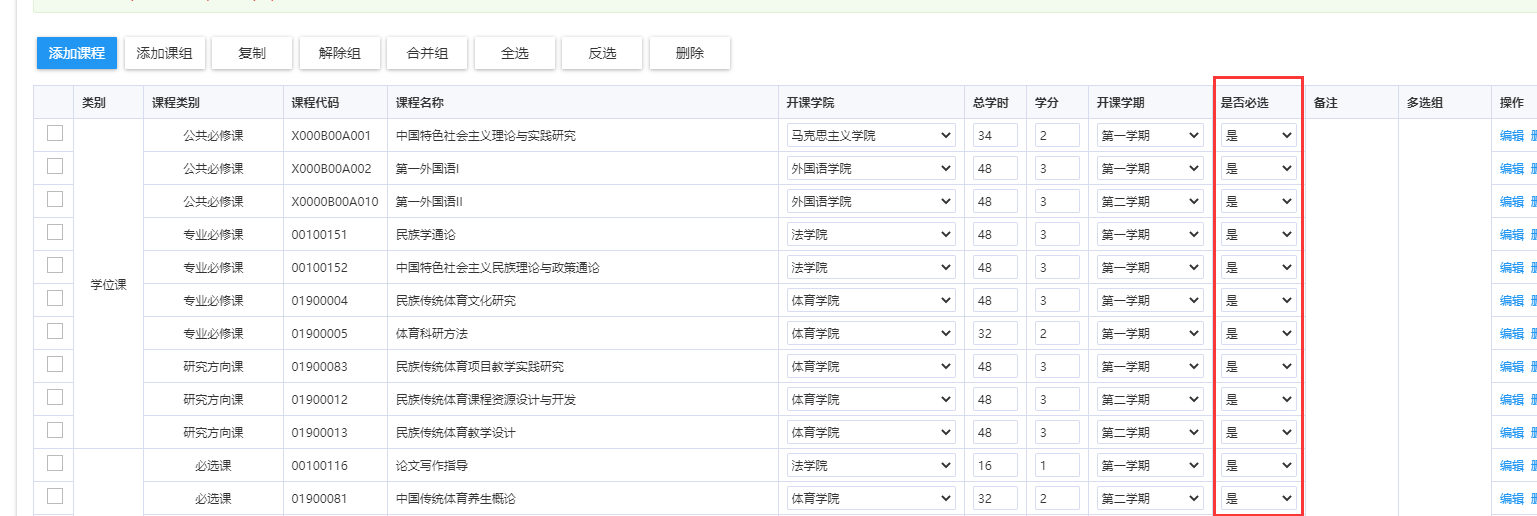 添加课程 添加课组 复制 解除组 合并组 全选 反选 删除
类别 课程类别 课程代码 课程名称 开课学院 总学时 学分 开课学期 是否必选 备注 多选组 操作
公共必修课 X000B00A001 中国特色社会主义理论与实践研究 马克思主义学院 34 2 第一学期 是 编辑
公共必修课 X000B00A002 第一外国语I 外国语学院 48 3 第一学期 是 编辑
公共必修课 X0000B00A010 第一外国语II 外国语学院 48 3 第二学期 是 编辑
专业必修课 00100151 民族学通论 法学院 48 3 第一学期 是 编辑
专业必修课 00100152 中国特色社会主义民族理论与政策通论 法学院 48 3 第一学期 是 编辑
学位课
专业必修课 01900004 民族传统体育文化研究 体育学院 48 3 第一学期 是 编辑
专业必修课 01900005 体育科研方法 体育学院 32 2 第一学期 是 编辑
研究方向课 01900083 民族传统体育项目教学实践研究 体育学院 48 3 第一学期 是 编辑
研究方向课 01900012 民族传统体育课程资源设计与开发 体育学院 48 3 第二学期 是 编辑
研究方向课 01900013 民族传统体育教学设计 体育学院 48 3 第二学期 是 编辑
必选课 00100116 论文写作指导 法学院 16 1 第一学期 是 编辑
必选课 01900081 中国传统体育养生概论 体育学院 32 2 第二学期 是 编辑